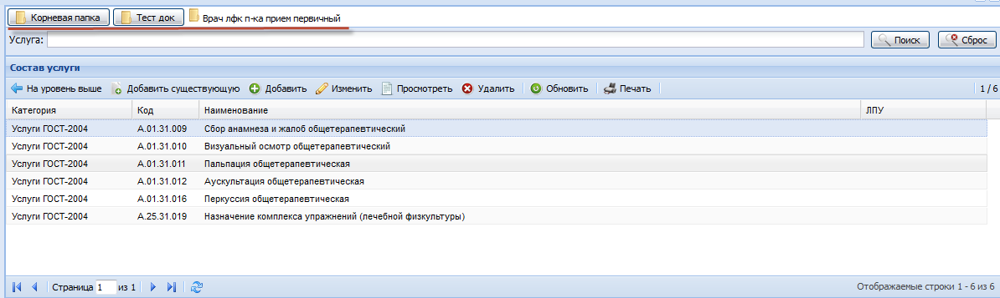 Корневая папка Тест док Врач лфк п-ка прием первичный
Услуга: Поиск Сброс
Состав услуги
На уровень выше Добавить существующую Добавить Изменить Просмотреть Удалить Обновить Печать 1 / 6
Категория Код Наименование ЛПУ
Услуги ГОСТ-2004 A.01.31.009 Сбор анамнеза и жалоб общетерапевтический
Услуги ГОСТ-2004 A.01.31.010 Визуальный осмотр общетерапевтический
Услуги ГОСТ-2004 A.01.31.011 Пальпация общетерапевтическая
Услуги ГОСТ-2004 A.01.31.012 Аускультация общетерапевтическая
Услуги ГОСТ-2004 A.01.31.016 Перкуссия общетерапевтическая
Услуги ГОСТ-2004 A.25.31.019 Назначение комплекса упражнений (лечебной физкультуры)
Страница 1 из 1 Отображаемые строки 1 - 6 из 6